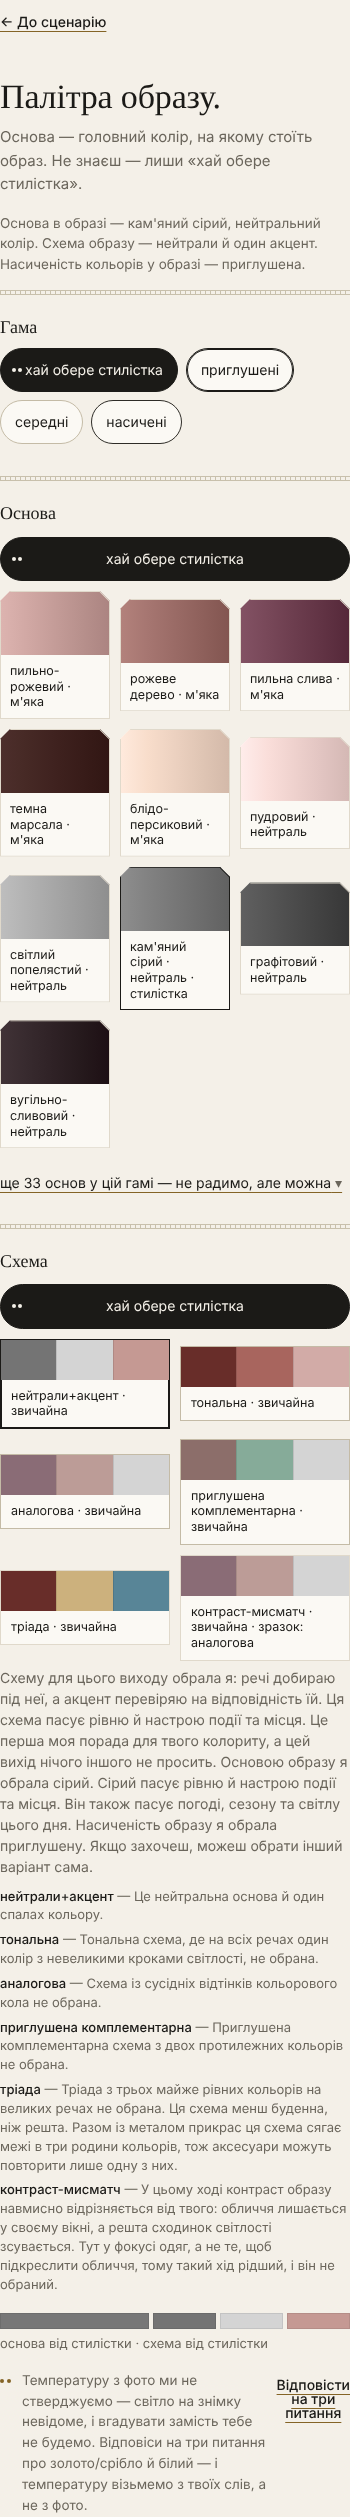 ← До сценарію
Палітра образу.
Основа — головний колір, на якому стоїть
образ. Не знаєш — лиши «хай обере
стилістка».
Основа в образі — кам'яний сірий, нейтральний
колір. Схема образу — нейтрали й один акцент.
Насиченість кольорів у образі — приглушена.
Гама
•• хай обере стилістка
приглушені
середні
насичені
Основа
•• хай обере стилістка
пильно-
рожевий ·
м'яка
рожеве
дерево · м'яка
пильна слива ·
м'яка
темна
марсала ·
м'яка
блідо-
персиковий ·
м'яка
пудровий ·
нейтраль
світлий
попелястий ·
нейтраль
кам'яний
сірий ·
нейтраль ·
стилістка
графітовий ·
нейтраль
вугільно-
сливовий ·
нейтраль
ще 33 основ у цій гамі — не радимо, але можна ▾
Схема
•• хай обере стилістка
нейтрали+акцент ·
звичайна
тональна · звичайна
аналогова · звичайна
приглушена
комплементарна ·
звичайна
тріада · звичайна
контраст-мисматч ·
звичайна · зразок:
аналогова
Схему для цього виходу обрала я: речі добираю
під неї, а акцент перевіряю на відповідність їй. Ця
схема пасує рівню й настрою події та місця. Це
перша моя порада для твого колориту, а цей
вихід нічого іншого не просить. Основою образу я
обрала сірий. Сірий пасує рівню й настрою події
та місця. Він також пасує погоді, сезону та світлу
цього дня. Насиченість образу я обрала
приглушену. Якщо захочеш, можеш обрати інший
варіант сама.
нейтрали+акцент — Це нейтральна основа й один
спалах кольору.
тональна — Тональна схема, де на всіх речах один
колір з невеликими кроками світлості, не обрана.
аналогова — Схема із сусідніх відтінків кольорового
кола не обрана.
приглушена комплементарна — Приглушена
комплементарна схема з двох протилежних кольорів
не обрана.
тріада — Тріада з трьох майже рівних кольорів на
великих речах не обрана. Ця схема менш буденна,
ніж решта. Разом із металом прикрас ця схема сягає
межі в три родини кольорів, тож аксесуари можуть
повторити лише одну з них.
контраст-мисматч — У цьому ході контраст образу
навмисно відрізняється від твого: обличчя лишається
у своєму вікні, а решта сходинок світлості
зсувається. Тут у фокусі одяг, а не те, щоб
підкреслити обличчя, тому такий хід рідший, і він не
обраний.
основа від стилістки · схема від стилістки
•• Температуру з фото ми не
стверджуємо — світло на знімку
невідоме, і вгадувати замість тебе
не будемо. Відповіси на три питання
про золото/срібло й білий — і
температуру візьмемо з твоїх слів, а
не з фото.
Відповісти
на три
питання